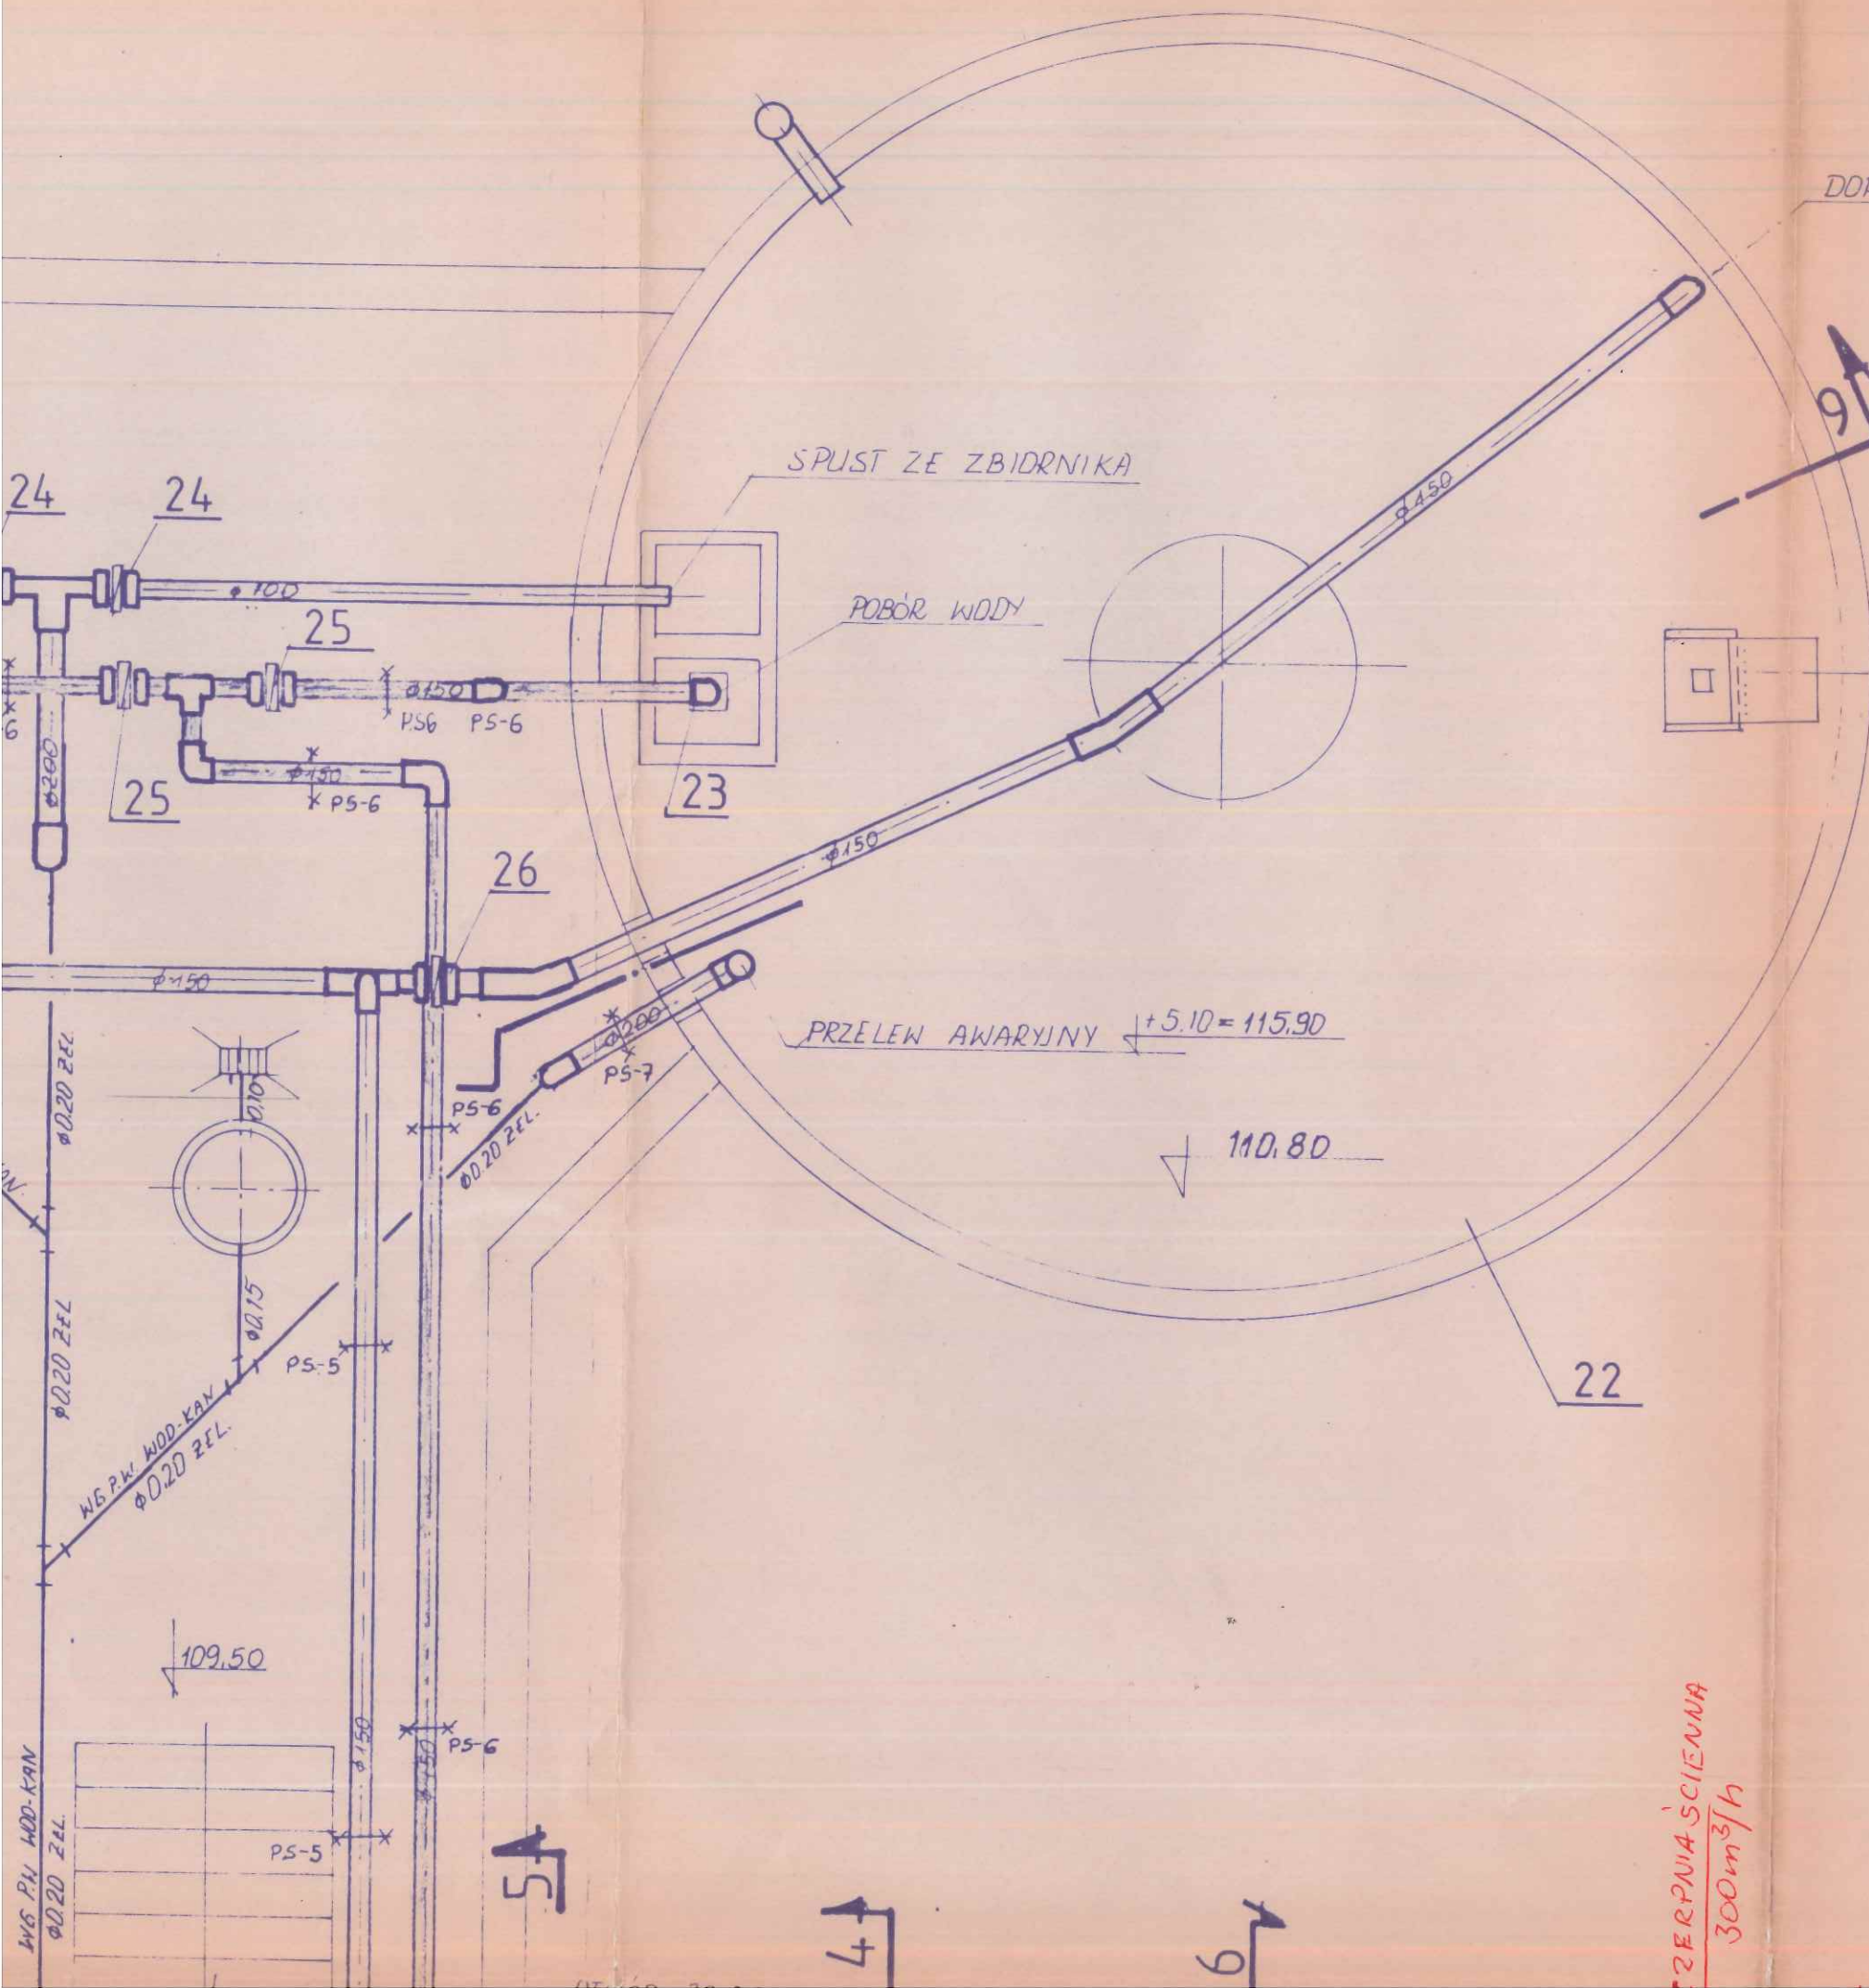 9
SPUST ZE ZBIORNIKA
24
24
φ450
φ100
POBÓR WODY
25
φ150
PS6
PS-6
6
φ200
φ150
PS-6
25
23
φ150
26
φ150
φ200
PS-7
PRZELEW AWARYJNY +5.10 = 115.90
φ0.20 ŻEL.
0,10
PS-6
φ0.20 ŻEL.
110.80
φ0.20 ŻEL
φ0.15
PS-5
22
WG P.W. WOD-KAN
φ0.20 ŻEL.
109.50
φ150
φ150
PS-6
PS-5
WG P.W WOD-KAN
φ0.20 ŻEL.
5
4
6
CZERPNIA ŚCIENNA
300m³/h